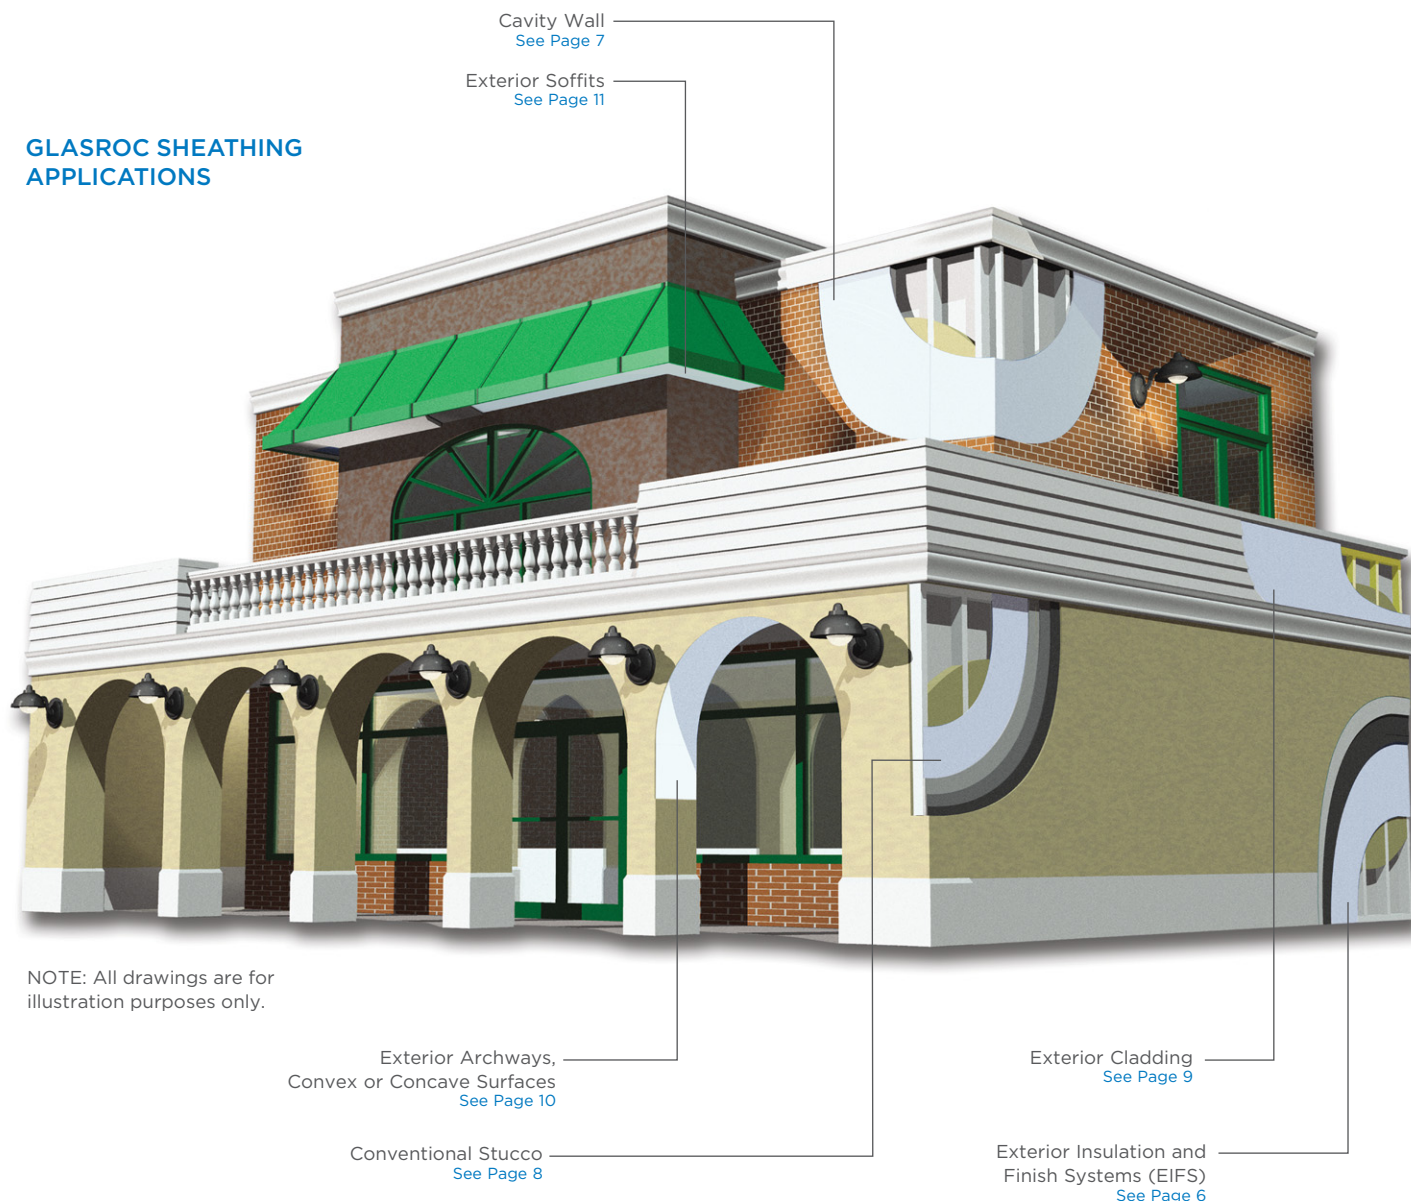 Cavity Wall
See Page 7
Exterior Soffits
See Page 11
GLASROC SHEATHING
APPLICATIONS
NOTE: All drawings are for
illustration purposes only.
Exterior Archways,
Convex or Concave Surfaces
See Page 10
Conventional Stucco
See Page 8
Exterior Cladding
See Page 9
Exterior Insulation and
Finish Systems (EIFS)
See Page 6